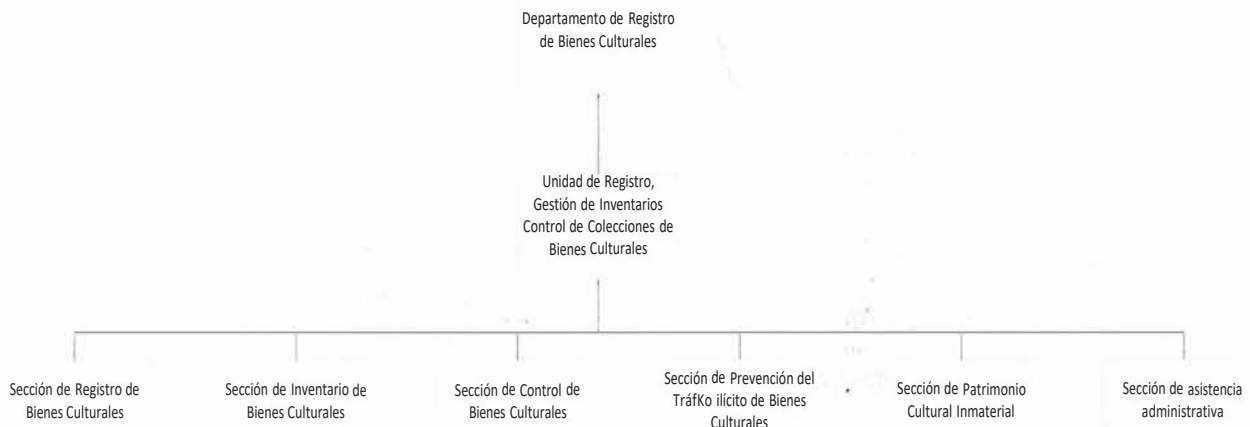 Departamento de Registro
de Bienes Culturales
Unidad de Registro,
Gestión de Inventarios
Control de Colecciones de
Bienes Culturales
Sección de Registro de
Bienes Culturales
Sección de Inventario de
Bienes Culturales
Sección de Control de
Bienes Culturales
Sección de Prevención del
TráfKo ilícito de Bienes
Culturales
Sección de Patrimonio
Cultural Inmaterial
Sección de asistencia
administrativa